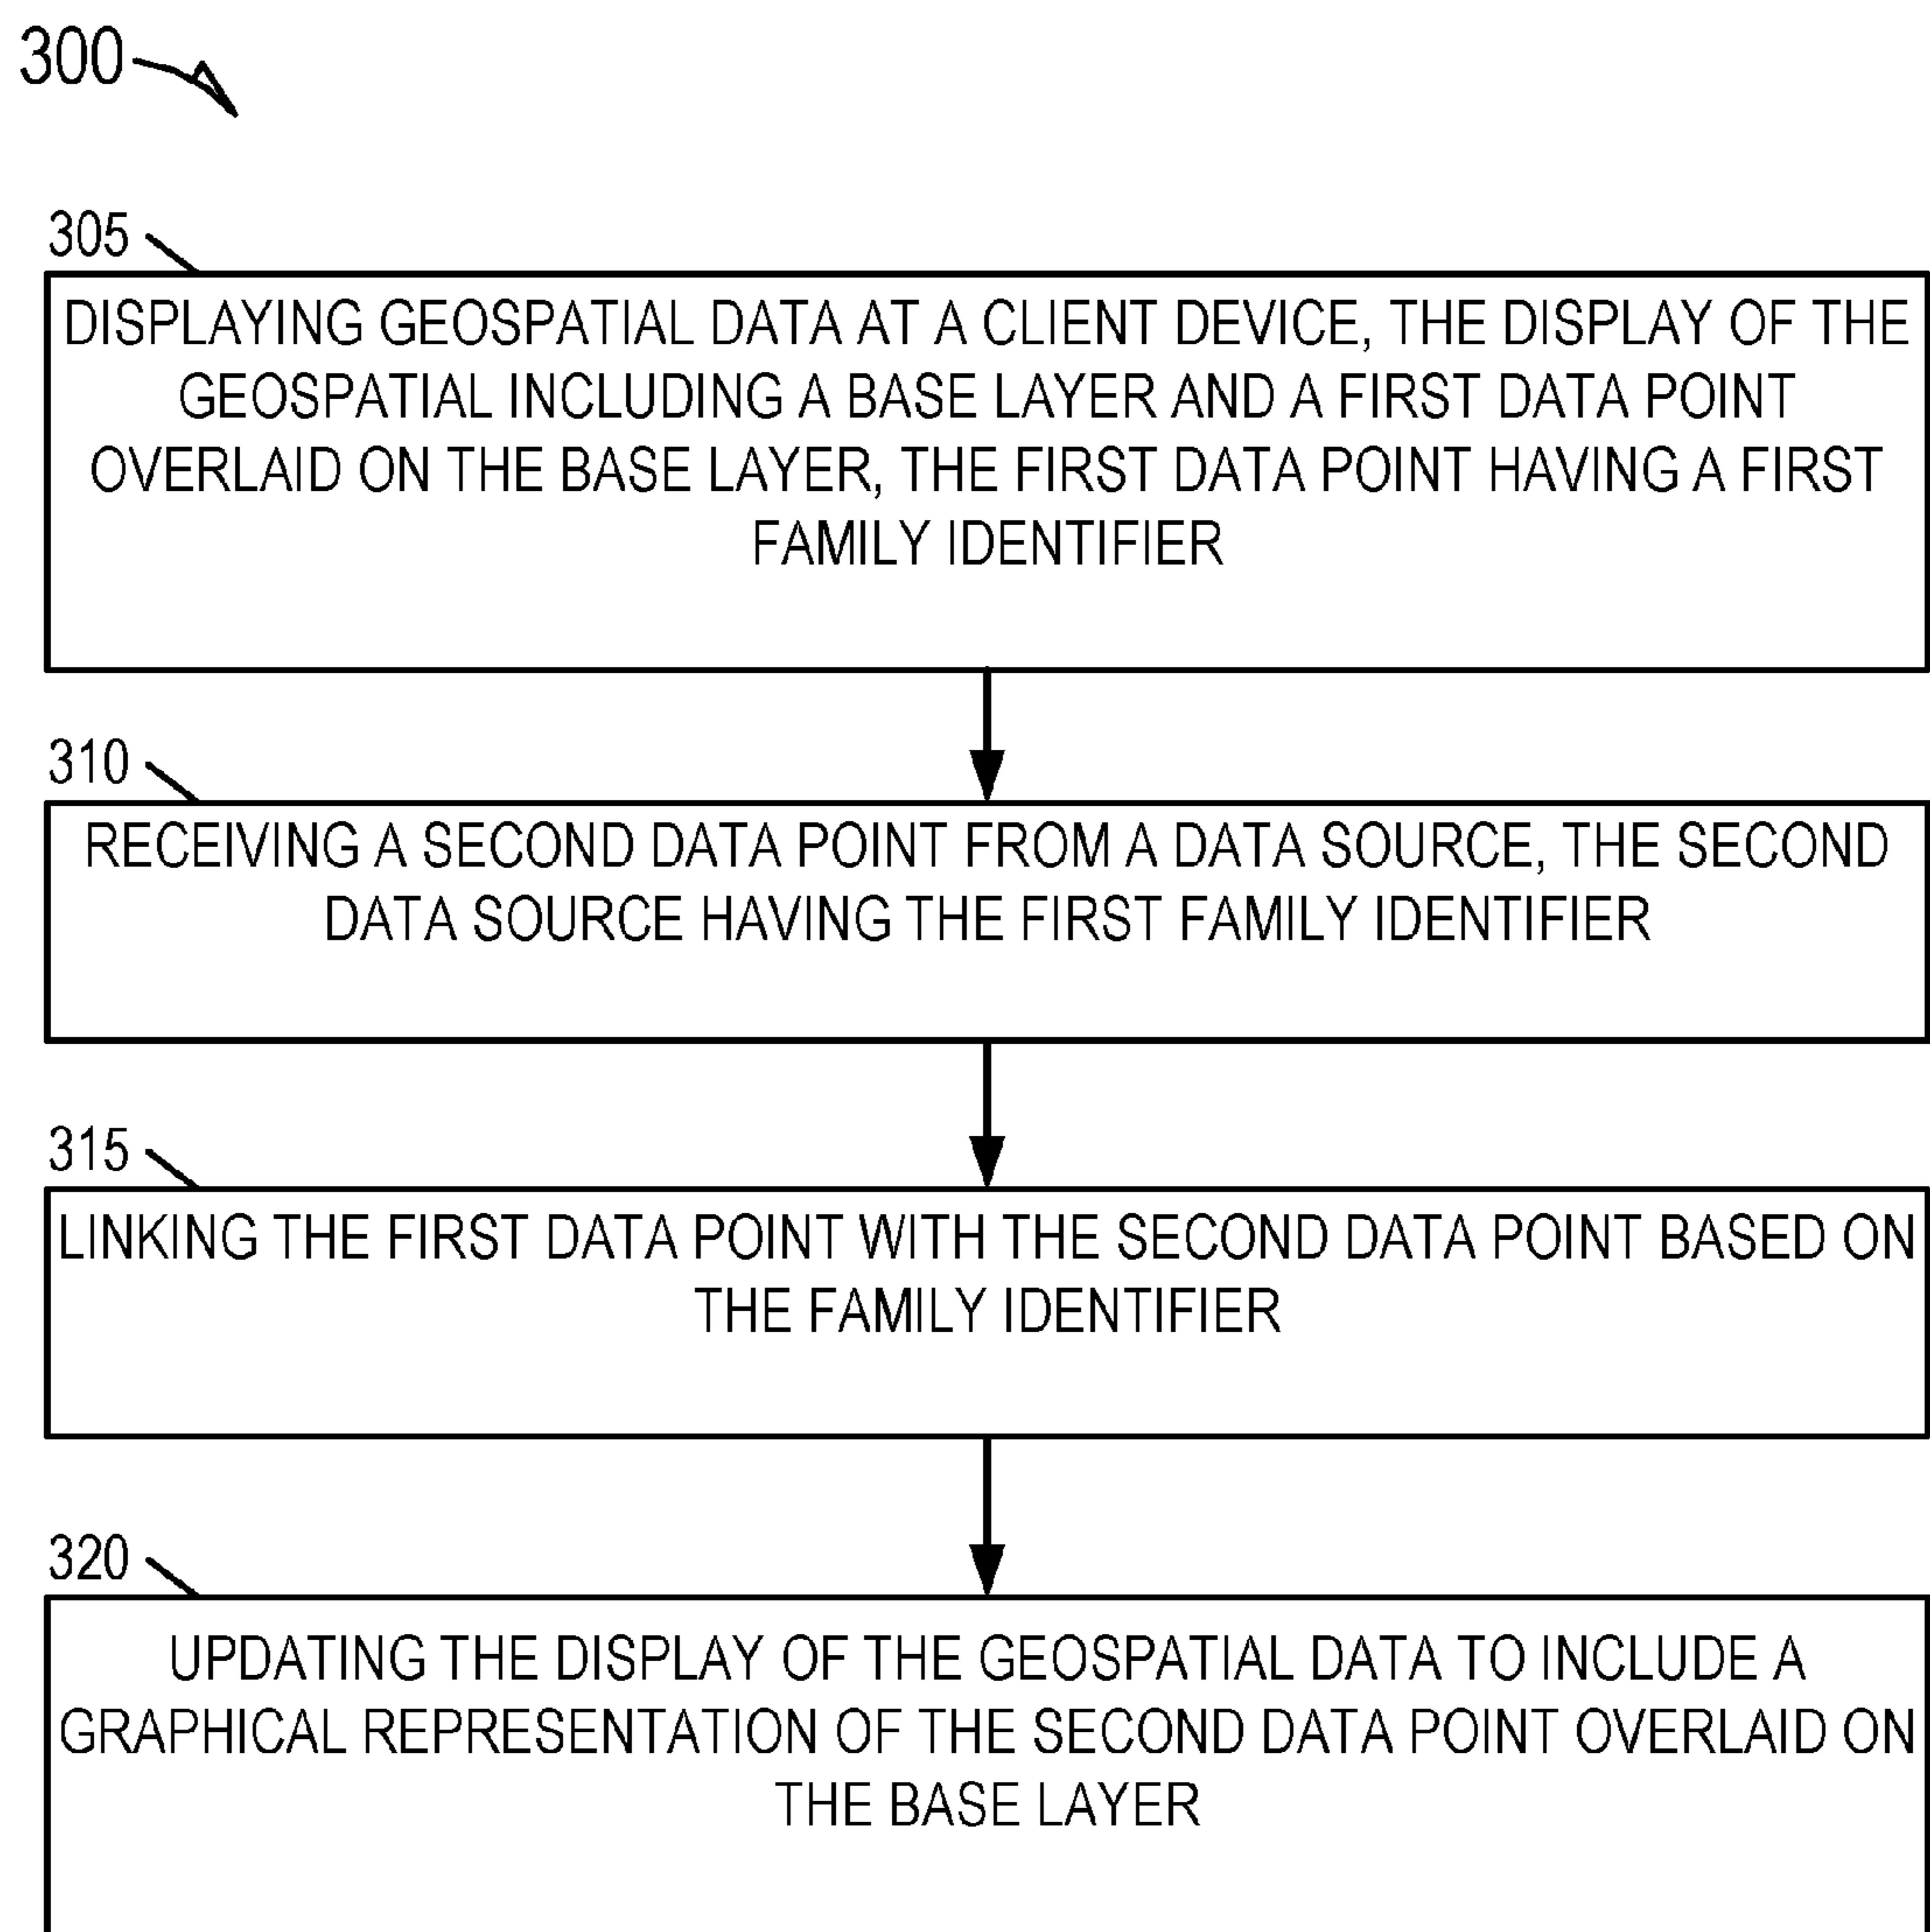 300
305
DISPLAYING GEOSPATIAL DATA AT A CLIENT DEVICE, THE DISPLAY OF THE
GEOSPATIAL INCLUDING A BASE LAYER AND A FIRST DATA POINT
OVERLAID ON THE BASE LAYER, THE FIRST DATA POINT HAVING A FIRST
FAMILY IDENTIFIER
310
RECEIVING A SECOND DATA POINT FROM A DATA SOURCE, THE SECOND
DATA SOURCE HAVING THE FIRST FAMILY IDENTIFIER
315
LINKING THE FIRST DATA POINT WITH THE SECOND DATA POINT BASED ON
THE FAMILY IDENTIFIER
320
UPDATING THE DISPLAY OF THE GEOSPATIAL DATA TO INCLUDE A
GRAPHICAL REPRESENTATION OF THE SECOND DATA POINT OVERLAID ON
THE BASE LAYER